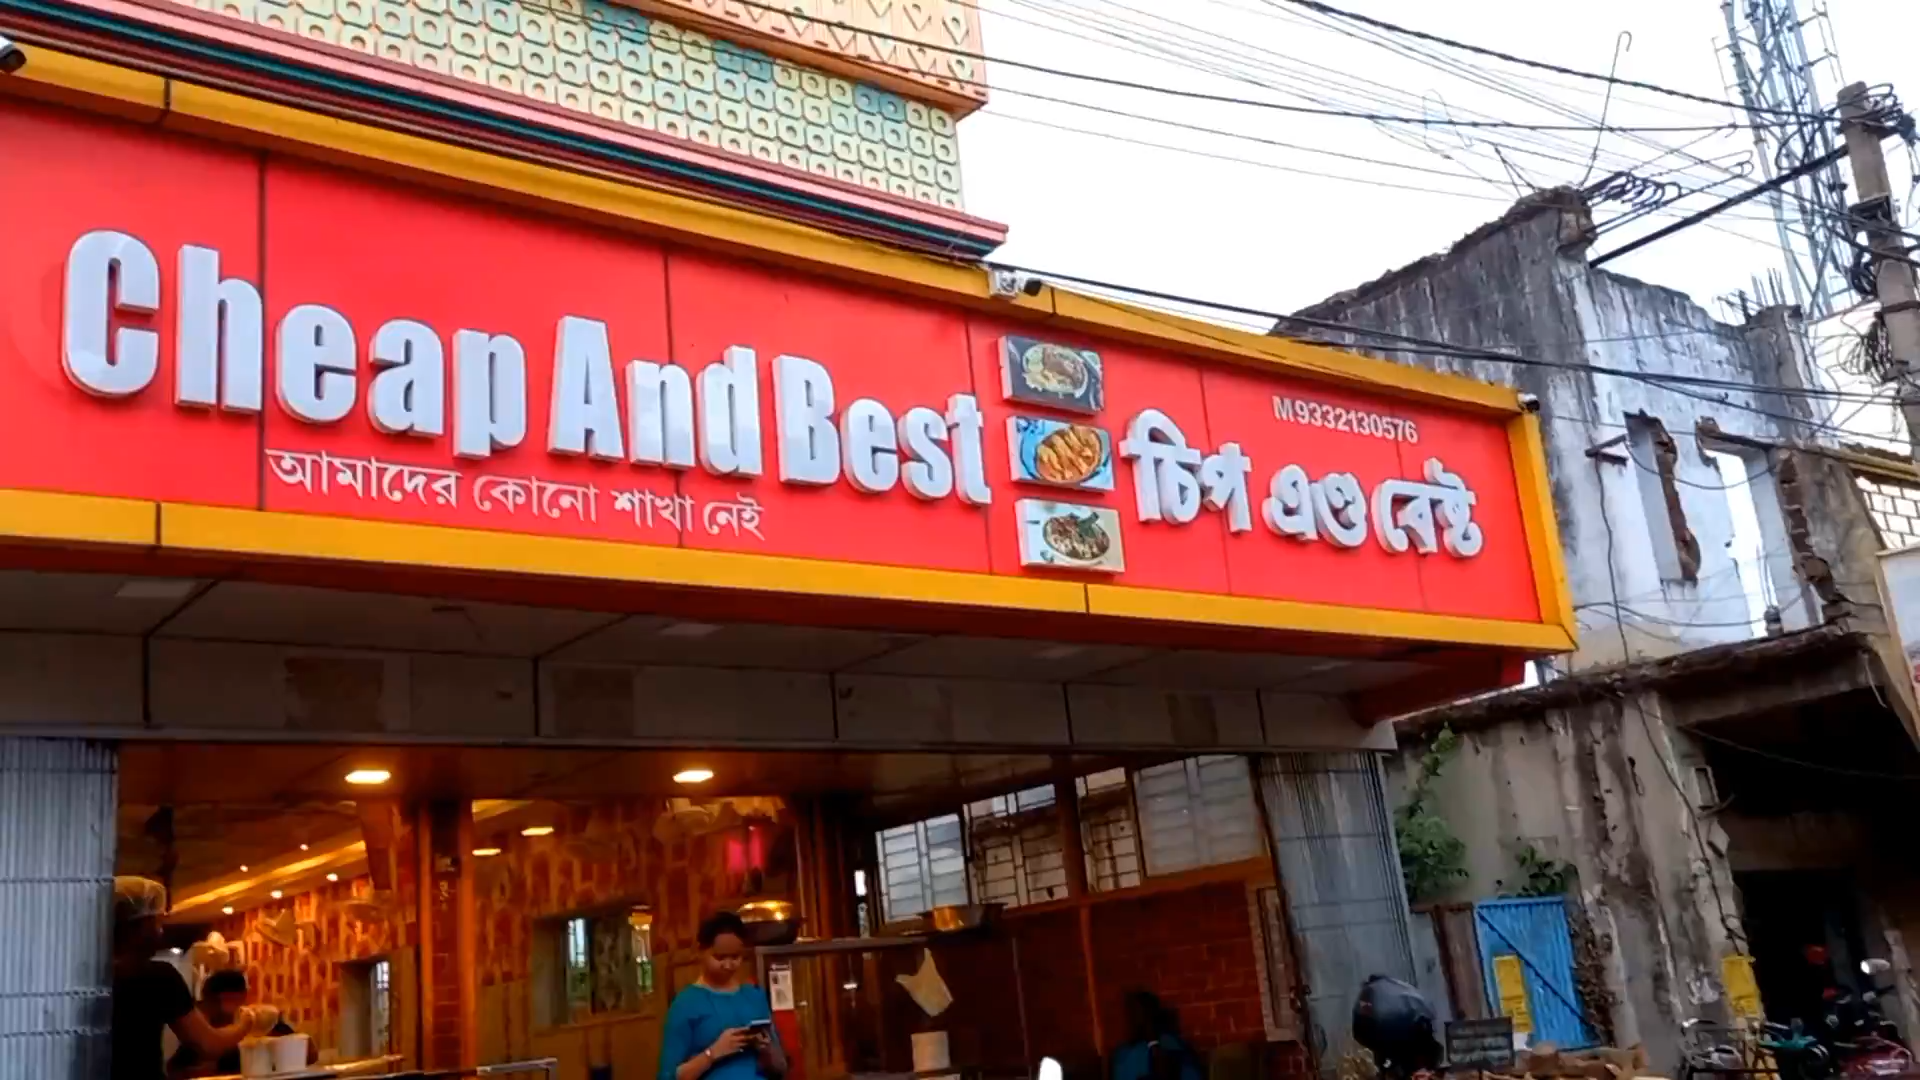 Cheap And Best
আমাদের কোনো শাখা নেই
M9332130576
চিপ এণ্ড বেষ্ট